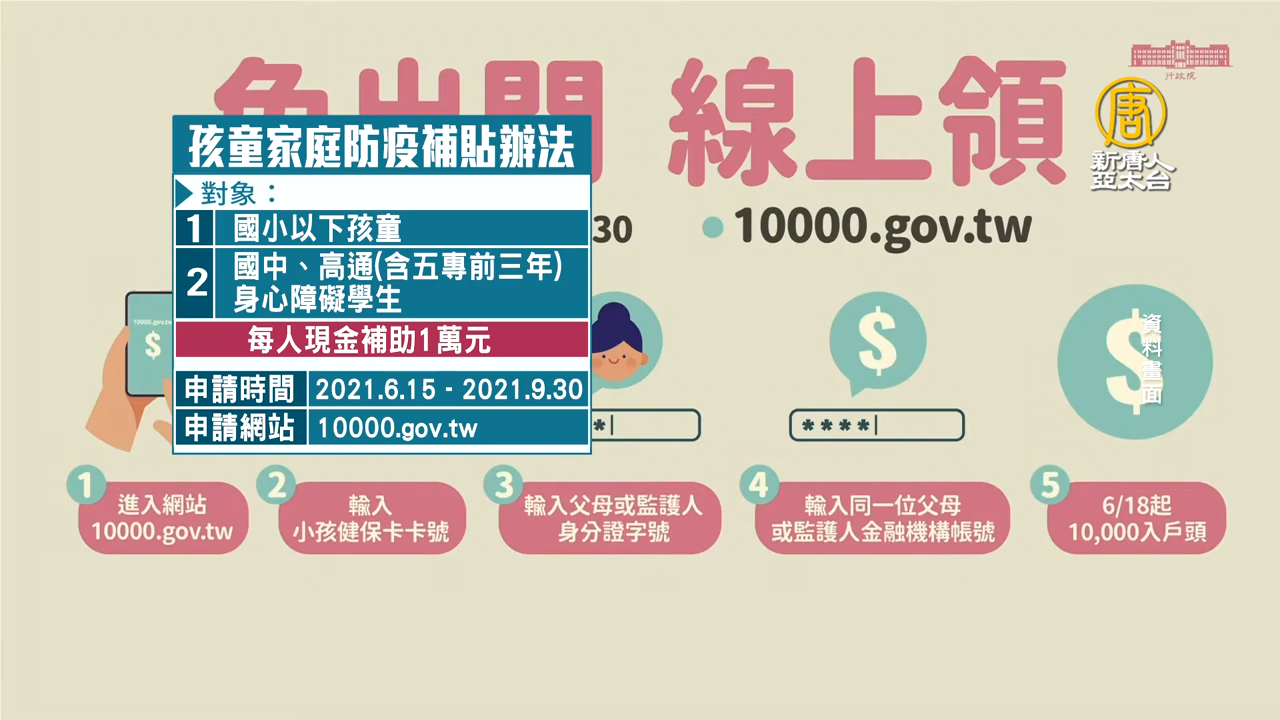 免出門 線上領
行政院
唐
新唐人
亞太台
孩童家庭防疫補貼辦法
對象：
1 國小以下孩童
2 國中、高通(含五專前三年)
身心障礙學生
每人現金補助1萬元
申請時間 2021.6.15 - 2021.9.30
申請網站 10000.gov.tw
30
10000.gov.tw
10000.gov.tw
$
$
$
資料畫面
*|
****|
1 進入網站
10000.gov.tw
2 輸入
小孩健保卡卡號
3 輸入父母或監護人
身分證字號
4 輸入同一位父母
或監護人金融機構帳號
5 6/18起
10,000入戶頭